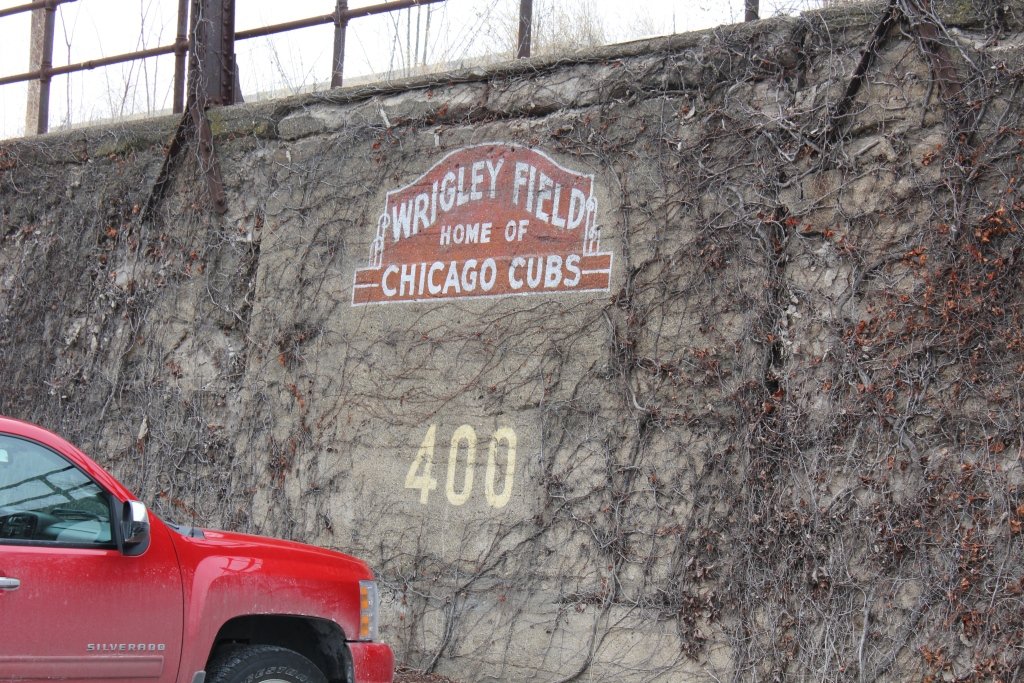 WRIGLEY FIELD
HOME OF
CHICAGO CUBS
400
SILVERADO